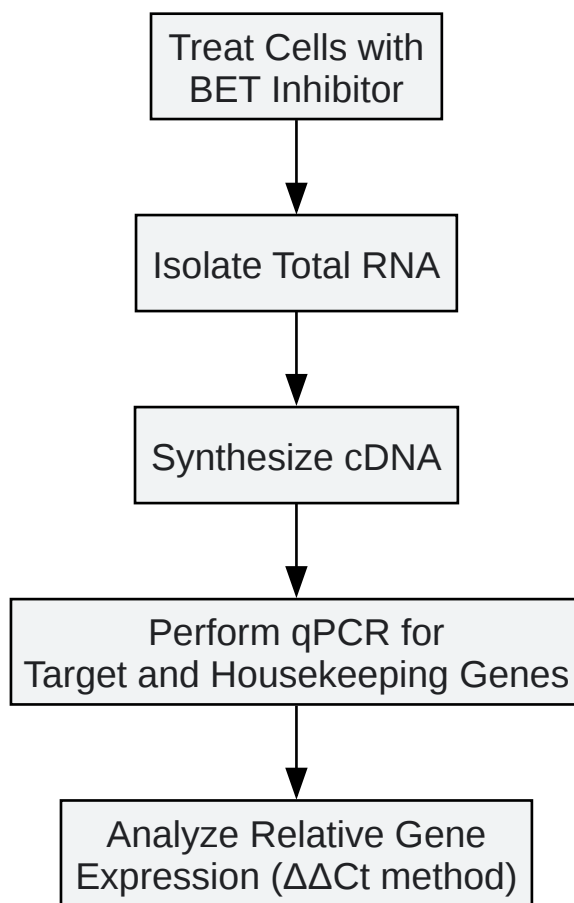 Treat Cells with
BET Inhibitor
Isolate Total RNA
Synthesize cDNA
Perform qPCR for
Target and Housekeeping Genes
Analyze Relative Gene
Expression (ΔΔCt method)